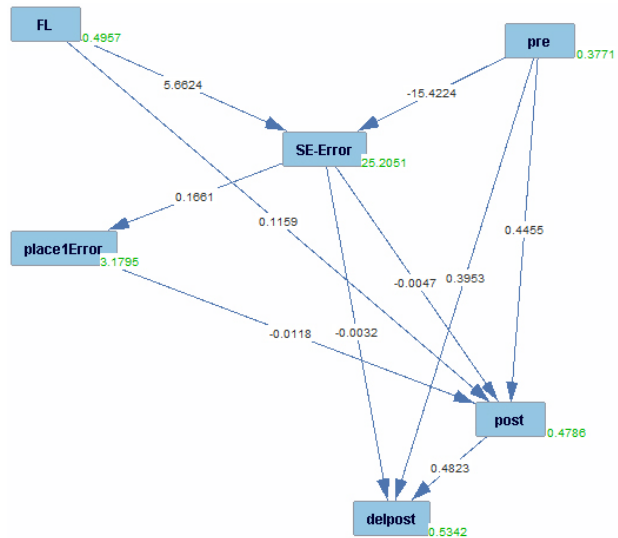 FL
0.4957
pre
0.3771
5.6624
-15.4224
SE-Error
25.2051
0.1661
0.1159
0.4455
place1Error
3.1795
0.3953
-0.0047
-0.0118
-0.0032
post
0.4786
0.4823
delpost
0.5342